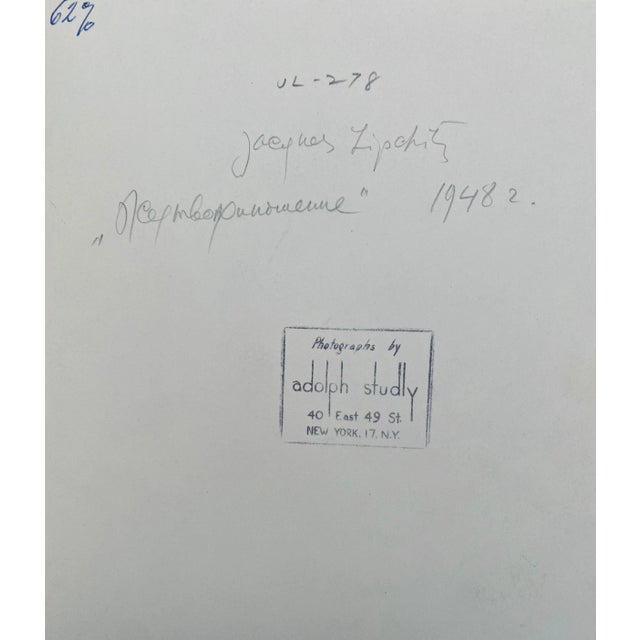 62%
UL-278
Jacques Lipchitz
„Жертвоприношение" 1948 г.
Photographs by
adolph studly
40 East 49 St.
NEW YORK, 17, N.Y.